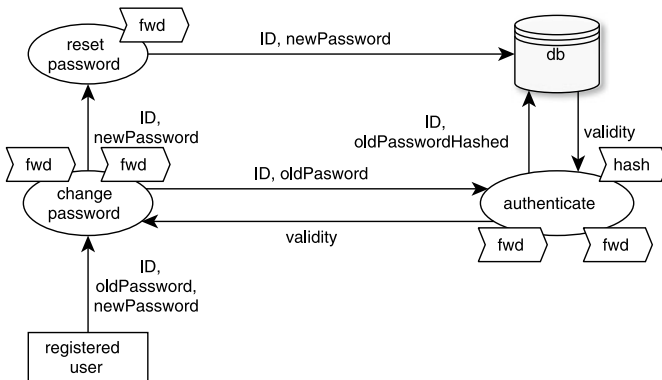 fwd
reset
password
ID, newPassword
db
ID,
newPassword
ID,
oldPasswordHashed
validity
fwd
fwd
hash
change
password
ID, oldPasword
authenticate
validity
fwd
fwd
ID,
oldPassword,
newPassword
registered
user